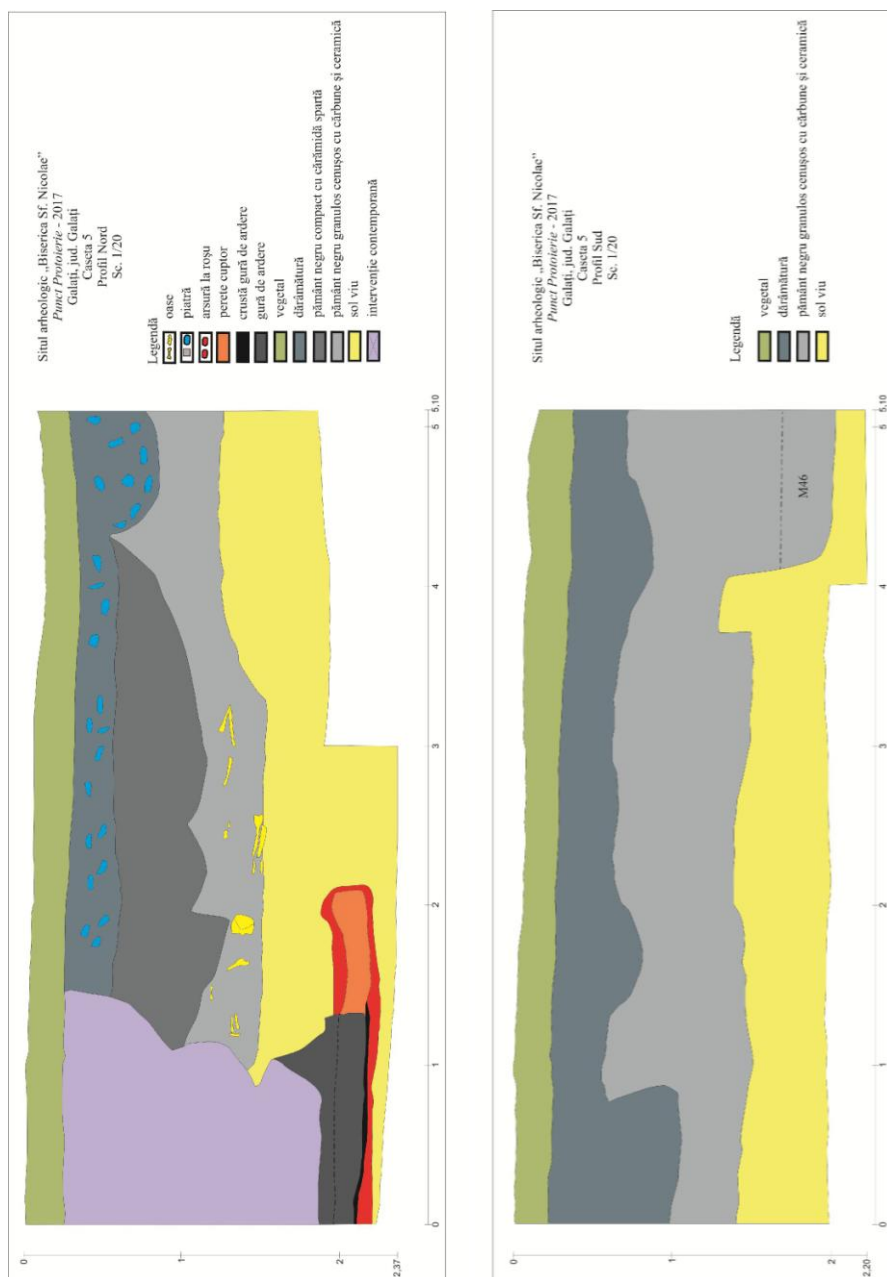 Situl arheologic „Biserica Sf. Nicolae”
Punct Protoierie - 2017
Galați, jud. Galați
Caseta 5
Profil Nord
Sc. 1/20
Legendă
oase
piatră
arsură la roșu
perete cuptor
crustă gură de ardere
gură de ardere
vegetal
dărâmătură
pământ negru compact cu cărămidă spartă
pământ negru granulos cenușos cu cărbune și ceramică
sol viu
intervenție contemporană
0
1
2
2,37
0
1
2
3
4
5
5,10
Situl arheologic „Biserica Sf. Nicolae”
Punct Protoierie - 2017
Galați, jud. Galați
Caseta 5
Profil Sud
Sc. 1/20
Legendă
vegetal
dărâmătură
pământ negru granulos cenușos cu cărbune și ceramică
sol viu
M46
0
1
2
2,20
0
1
2
3
4
5
5,10